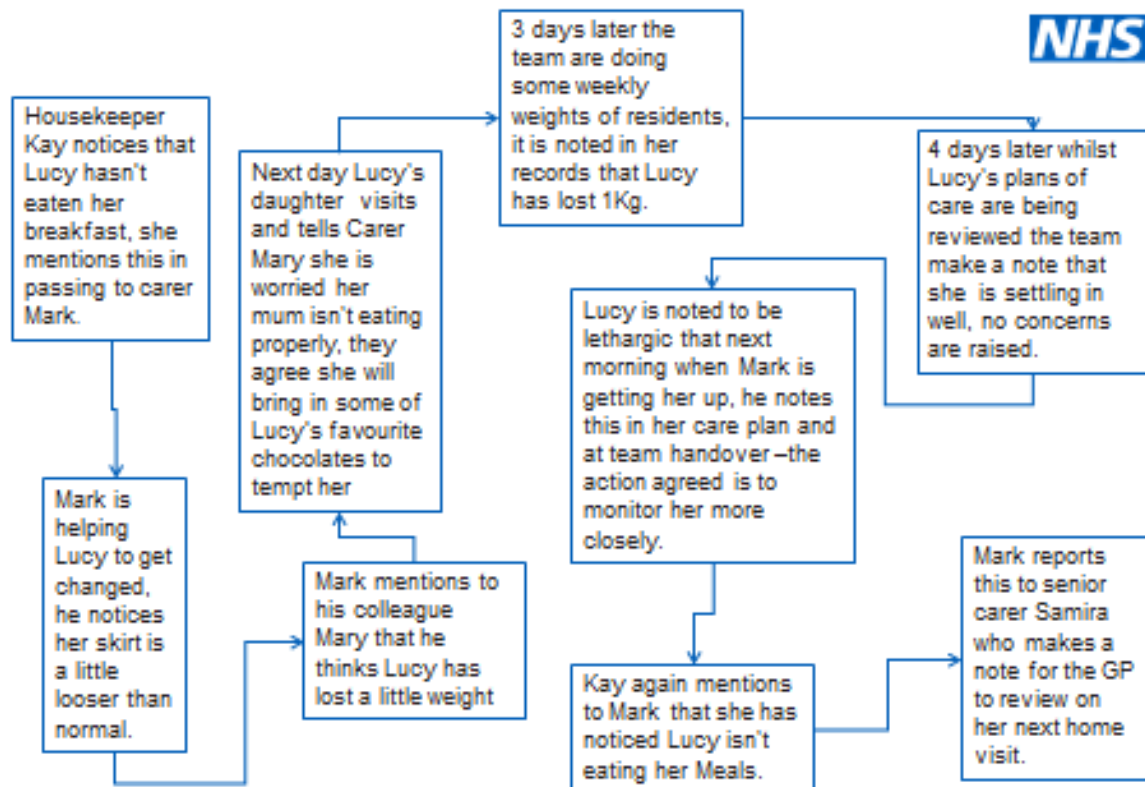 Housekeeper
Kay notices that
Lucy hasn't
eaten her
breakfast, she
mentions this in
passing to carer
Mark.
Mark is
helping
Lucy to get
changed,
he notices
her skirt is
a little
looser than
normal.
Mark mentions to
his colleague
Mary that he
thinks Lucy has
lost a little weight
Next day Lucy's
daughter visits
and tells Carer
Mary she is
worried her
mum isn't eating
properly, they
agree she will
bring in some of
Lucy's favourite
chocolates to
tempt her
3 days later the
team are doing
some weekly
weights of residents,
it is noted in her
records that Lucy
has lost 1Kg.
NHS
4 days later whilst
Lucy's plans of
care are being
reviewed the team
make a note that
she is settling in
well, no concerns
are raised.
Lucy is noted to be
lethargic that next
morning when Mark is
getting her up, he notes
this in her care plan and
at team handover –the
action agreed is to
monitor her more
closely.
Kay again mentions
to Mark that she has
noticed Lucy isn't
eating her Meals.
Mark reports
this to senior
carer Samira
who makes a
note for the GP
to review on
her next home
visit.